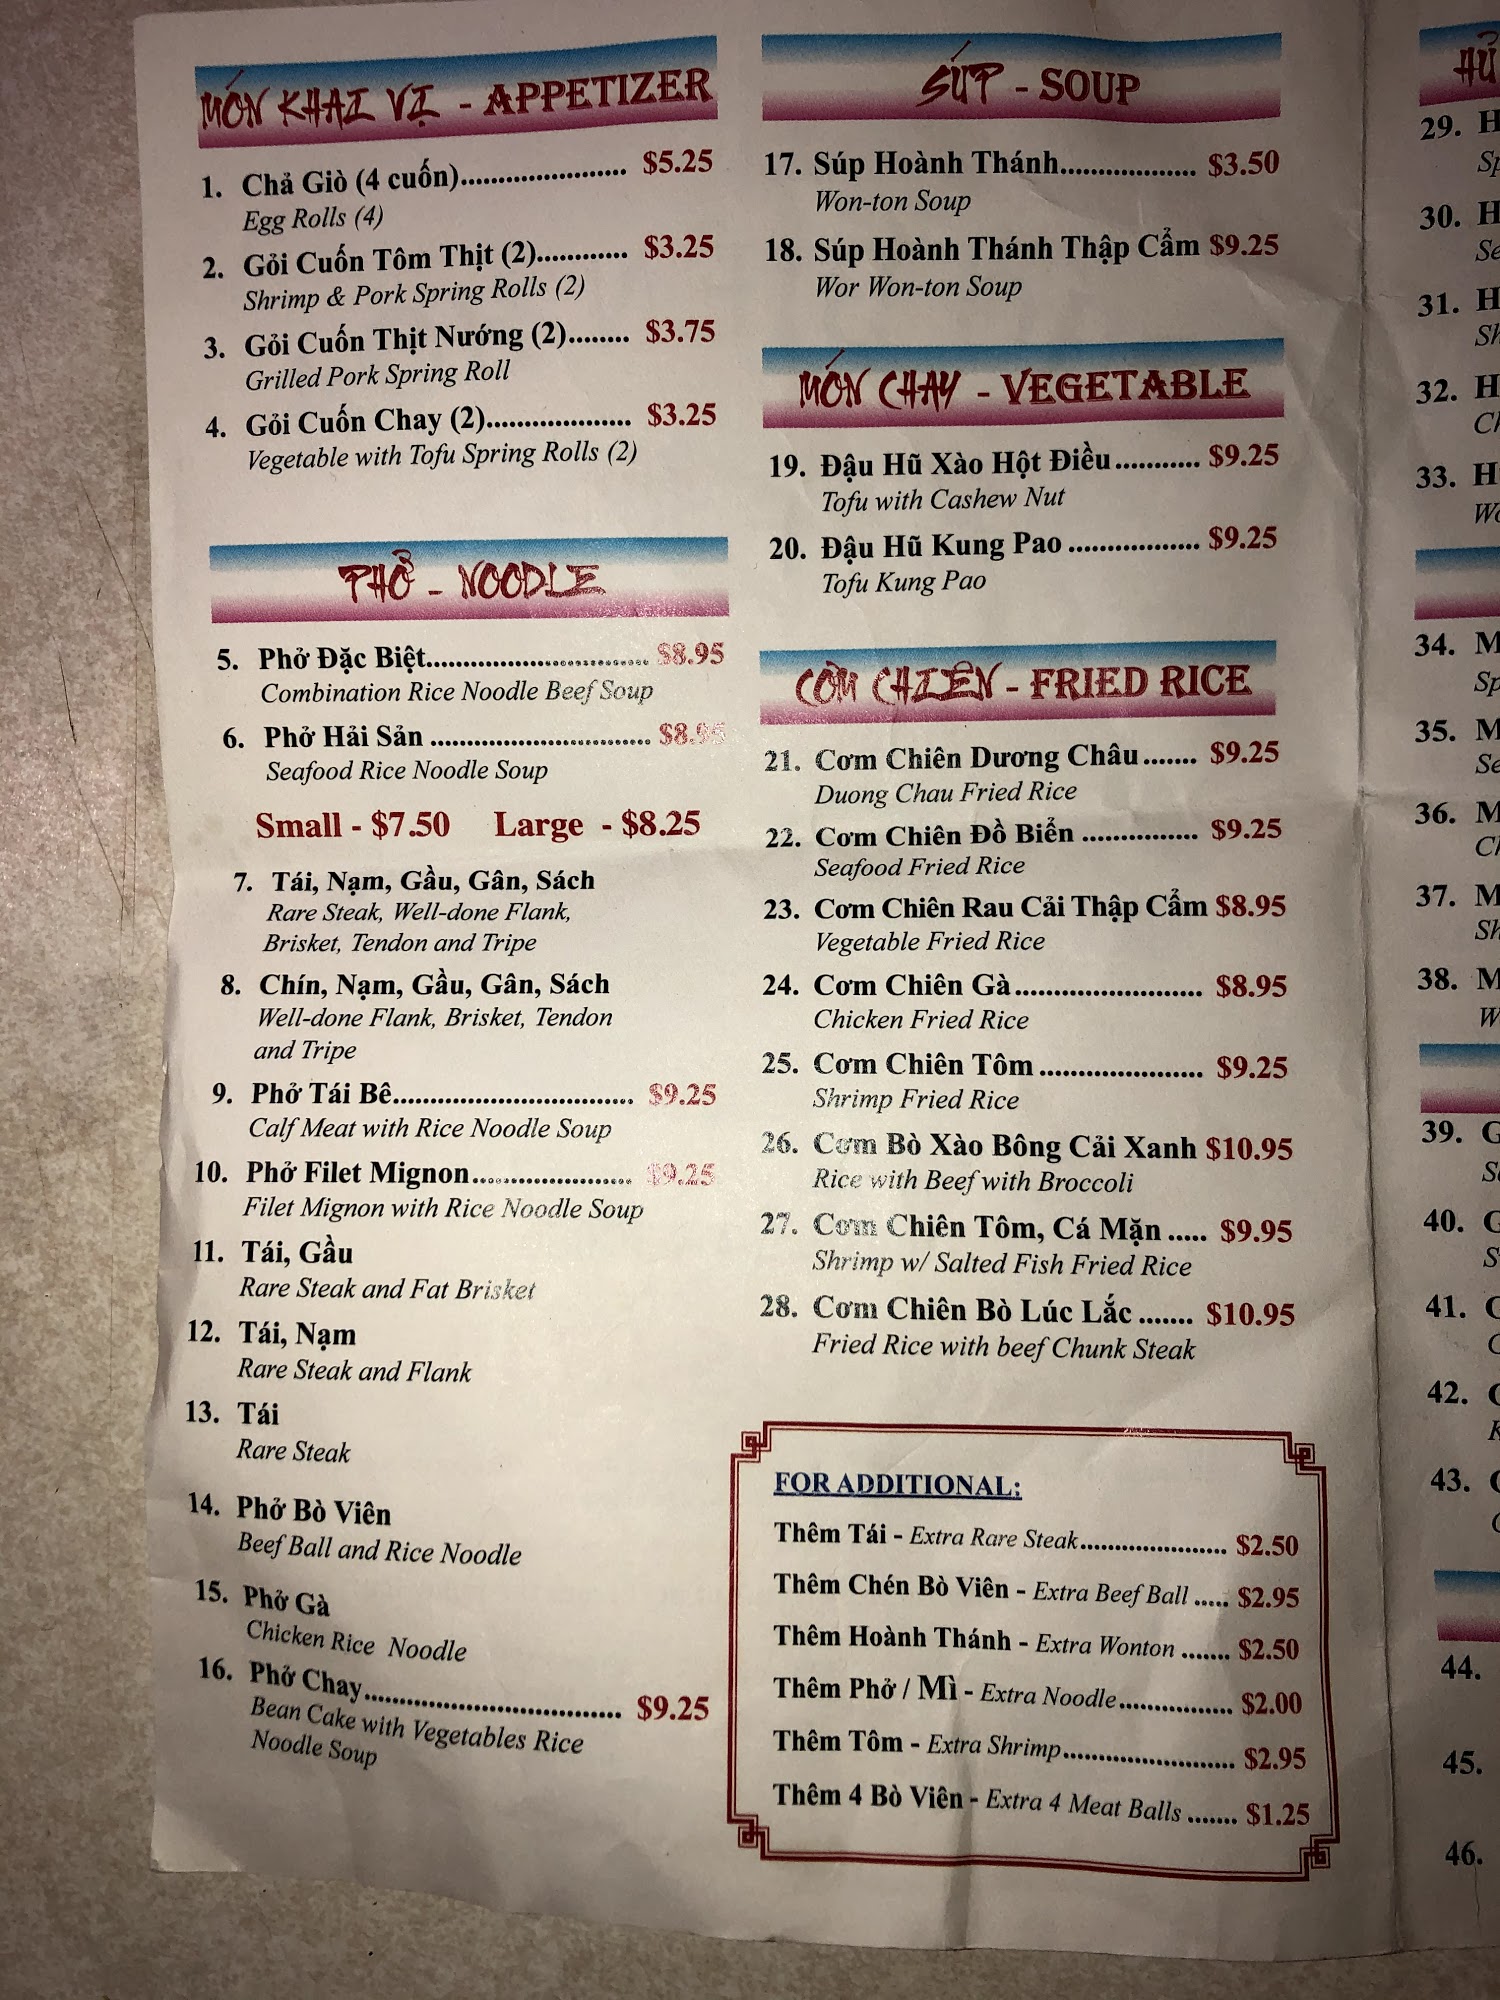 MÓN KHAI VỊ - APPETIZER
1. Chả Giò (4 cuốn)...................... $5.25
Egg Rolls (4)
2. Gỏi Cuốn Tôm Thịt (2)............ $3.25
Shrimp & Pork Spring Rolls (2)
3. Gỏi Cuốn Thịt Nướng (2)........ $3.75
Grilled Pork Spring Roll
4. Gỏi Cuốn Chay (2)................... $3.25
Vegetable with Tofu Spring Rolls (2)
PHỞ - NOODLE
5. Phở Đặc Biệt............................. $8.95
Combination Rice Noodle Beef Soup
6. Phở Hải Sản ............................. $8.95
Seafood Rice Noodle Soup
Small - $7.50 Large - $8.25
7. Tái, Nạm, Gầu, Gân, Sách
Rare Steak, Well-done Flank,
Brisket, Tendon and Tripe
8. Chín, Nạm, Gầu, Gân, Sách
Well-done Flank, Brisket, Tendon
and Tripe
9. Phở Tái Bê................................ $9.25
Calf Meat with Rice Noodle Soup
10. Phở Filet Mignon..................... $9.25
Filet Mignon with Rice Noodle Soup
11. Tái, Gầu
Rare Steak and Fat Brisket
12. Tái, Nạm
Rare Steak and Flank
13. Tái
Rare Steak
14. Phở Bò Viên
Beef Ball and Rice Noodle
15. Phở Gà
Chicken Rice Noodle
16. Phở Chay.................................. $9.25
Bean Cake with Vegetables Rice
Noodle Soup
SÚP - SOUP
17. Súp Hoành Thánh.................. $3.50
Won-ton Soup
18. Súp Hoành Thánh Thập Cẩm $9.25
Wor Won-ton Soup
MÓN CHAY - VEGETABLE
19. Đậu Hũ Xào Hột Điều........... $9.25
Tofu with Cashew Nut
20. Đậu Hũ Kung Pao ................. $9.25
Tofu Kung Pao
CƠM CHIÊN - FRIED RICE
21. Cơm Chiên Dương Châu....... $9.25
Duong Chau Fried Rice
22. Cơm Chiên Đồ Biển ............... $9.25
Seafood Fried Rice
23. Cơm Chiên Rau Cải Thập Cẩm $8.95
Vegetable Fried Rice
24. Cơm Chiên Gà......................... $8.95
Chicken Fried Rice
25. Cơm Chiên Tôm ...................... $9.25
Shrimp Fried Rice
26. Cơm Bò Xào Bông Cải Xanh $10.95
Rice with Beef with Broccoli
27. Cơm Chiên Tôm, Cá Mặn ..... $9.95
Shrimp w/ Salted Fish Fried Rice
28. Cơm Chiên Bò Lúc Lắc ....... $10.95
Fried Rice with beef Chunk Steak
FOR ADDITIONAL:
Thêm Tái - Extra Rare Steak...................... $2.50
Thêm Chén Bò Viên - Extra Beef Ball ..... $2.95
Thêm Hoành Thánh - Extra Wonton ....... $2.50
Thêm Phở / Mì - Extra Noodle................. $2.00
Thêm Tôm - Extra Shrimp......................... $2.95
Thêm 4 Bò Viên - Extra 4 Meat Balls ....... $1.25
29.
30.
31.
32.
33.
34.
35.
36.
37.
38.
39.
40.
41.
42.
43.
44.
45.
46.